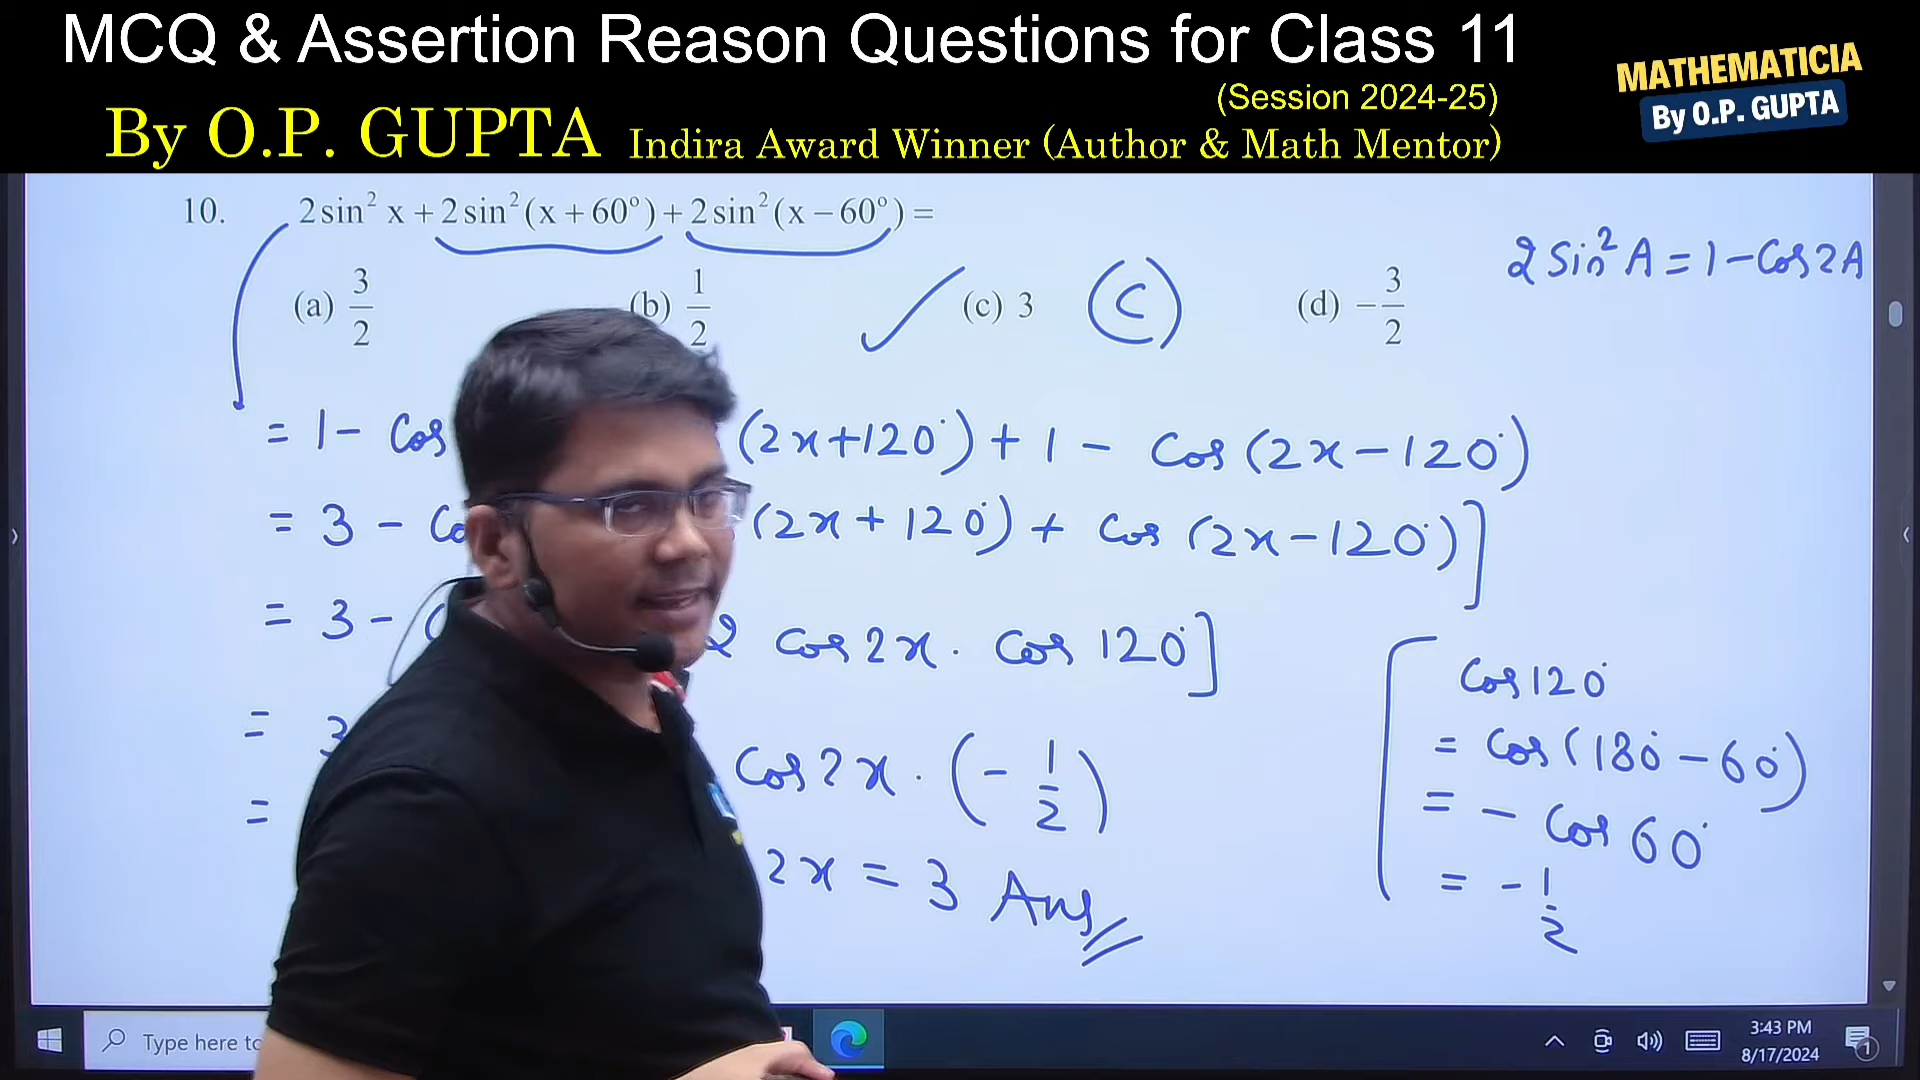 MCQ & Assertion Reason Questions for Class 11
(Session 2024-25)
By O.P. GUPTA Indira Award Winner (Author & Math Mentor)
MATHEMATICIA
By O.P. GUPTA
10. 2 sin² x + 2 sin² (x + 60°) + 2 sin² (x − 60°) =
2 Sin² A = 1 − Cos 2A
(a) 3/2 (b) 1/2 (c) 3 (C) (d) −3/2
= 1 − Cos (2x+120°) + 1 − Cos (2x−120°)
= 3 − (2x + 120°) + Cos (2x−120°)]
= 3 − 2 Cos 2x . Cos 120°]
= 3 Cos 2x . (−1/2)
= 2x = 3 Ans
Cos 120°
= Cos (180° − 60°)
= − Cos 60°
= −1/2
Type here
3:43 PM
8/17/2024
1